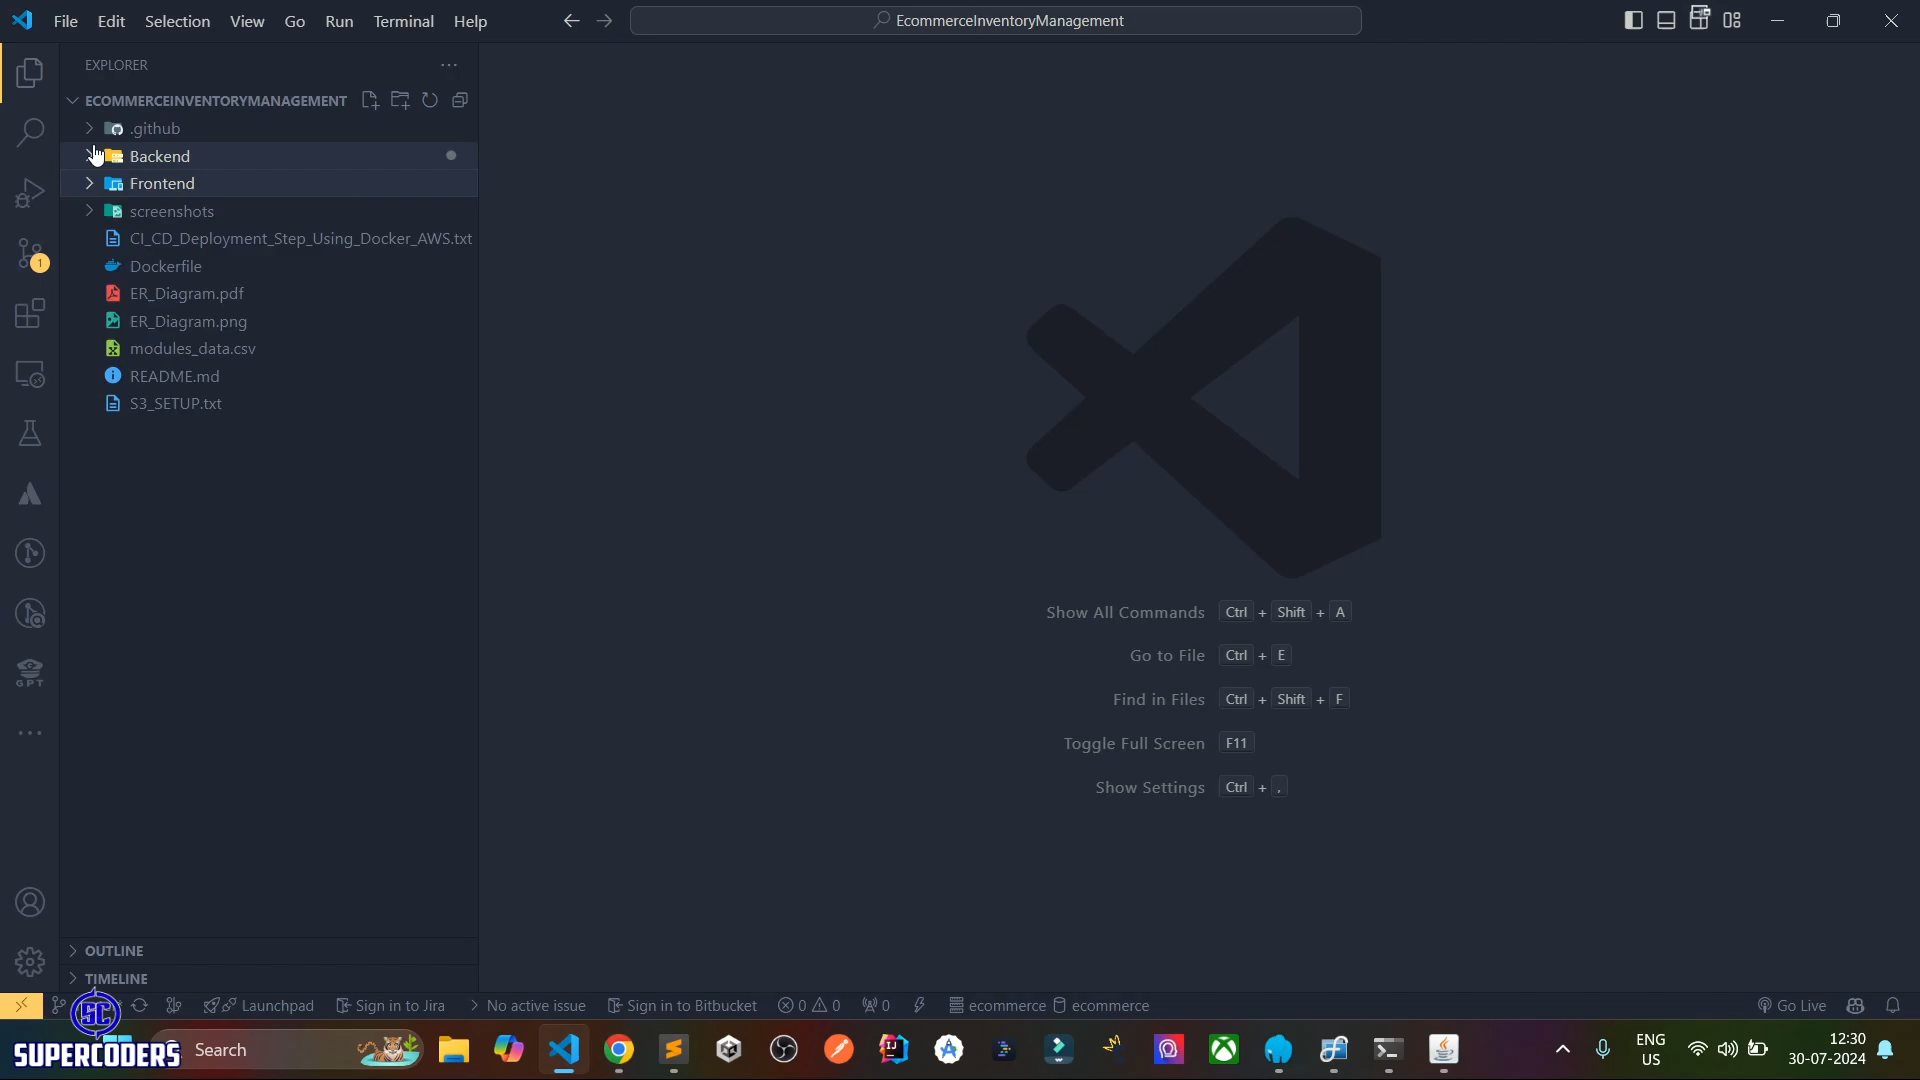 File Edit Selection View Go Run Terminal Help
EcommerceInventoryManagement
EXPLORER
ECOMMERCEINVENTORYMANAGEMENT
.github
Backend
Frontend
screenshots
CI_CD_Deployment_Step_Using_Docker_AWS.txt
Dockerfile
ER_Diagram.pdf
ER_Diagram.png
modules_data.csv
README.md
S3_SETUP.txt
1
GPT
Show All Commands Ctrl + Shift + A
Go to File Ctrl + E
Find in Files Ctrl + Shift + F
Toggle Full Screen F11
Show Settings Ctrl + ,
OUTLINE
TIMELINE
Launchpad Sign in to Jira No active issue Sign in to Bitbucket 0 0 0 ecommerce ecommerce Go Live
SC
SUPERCODERS
Search
ENG
US
12:30
30-07-2024